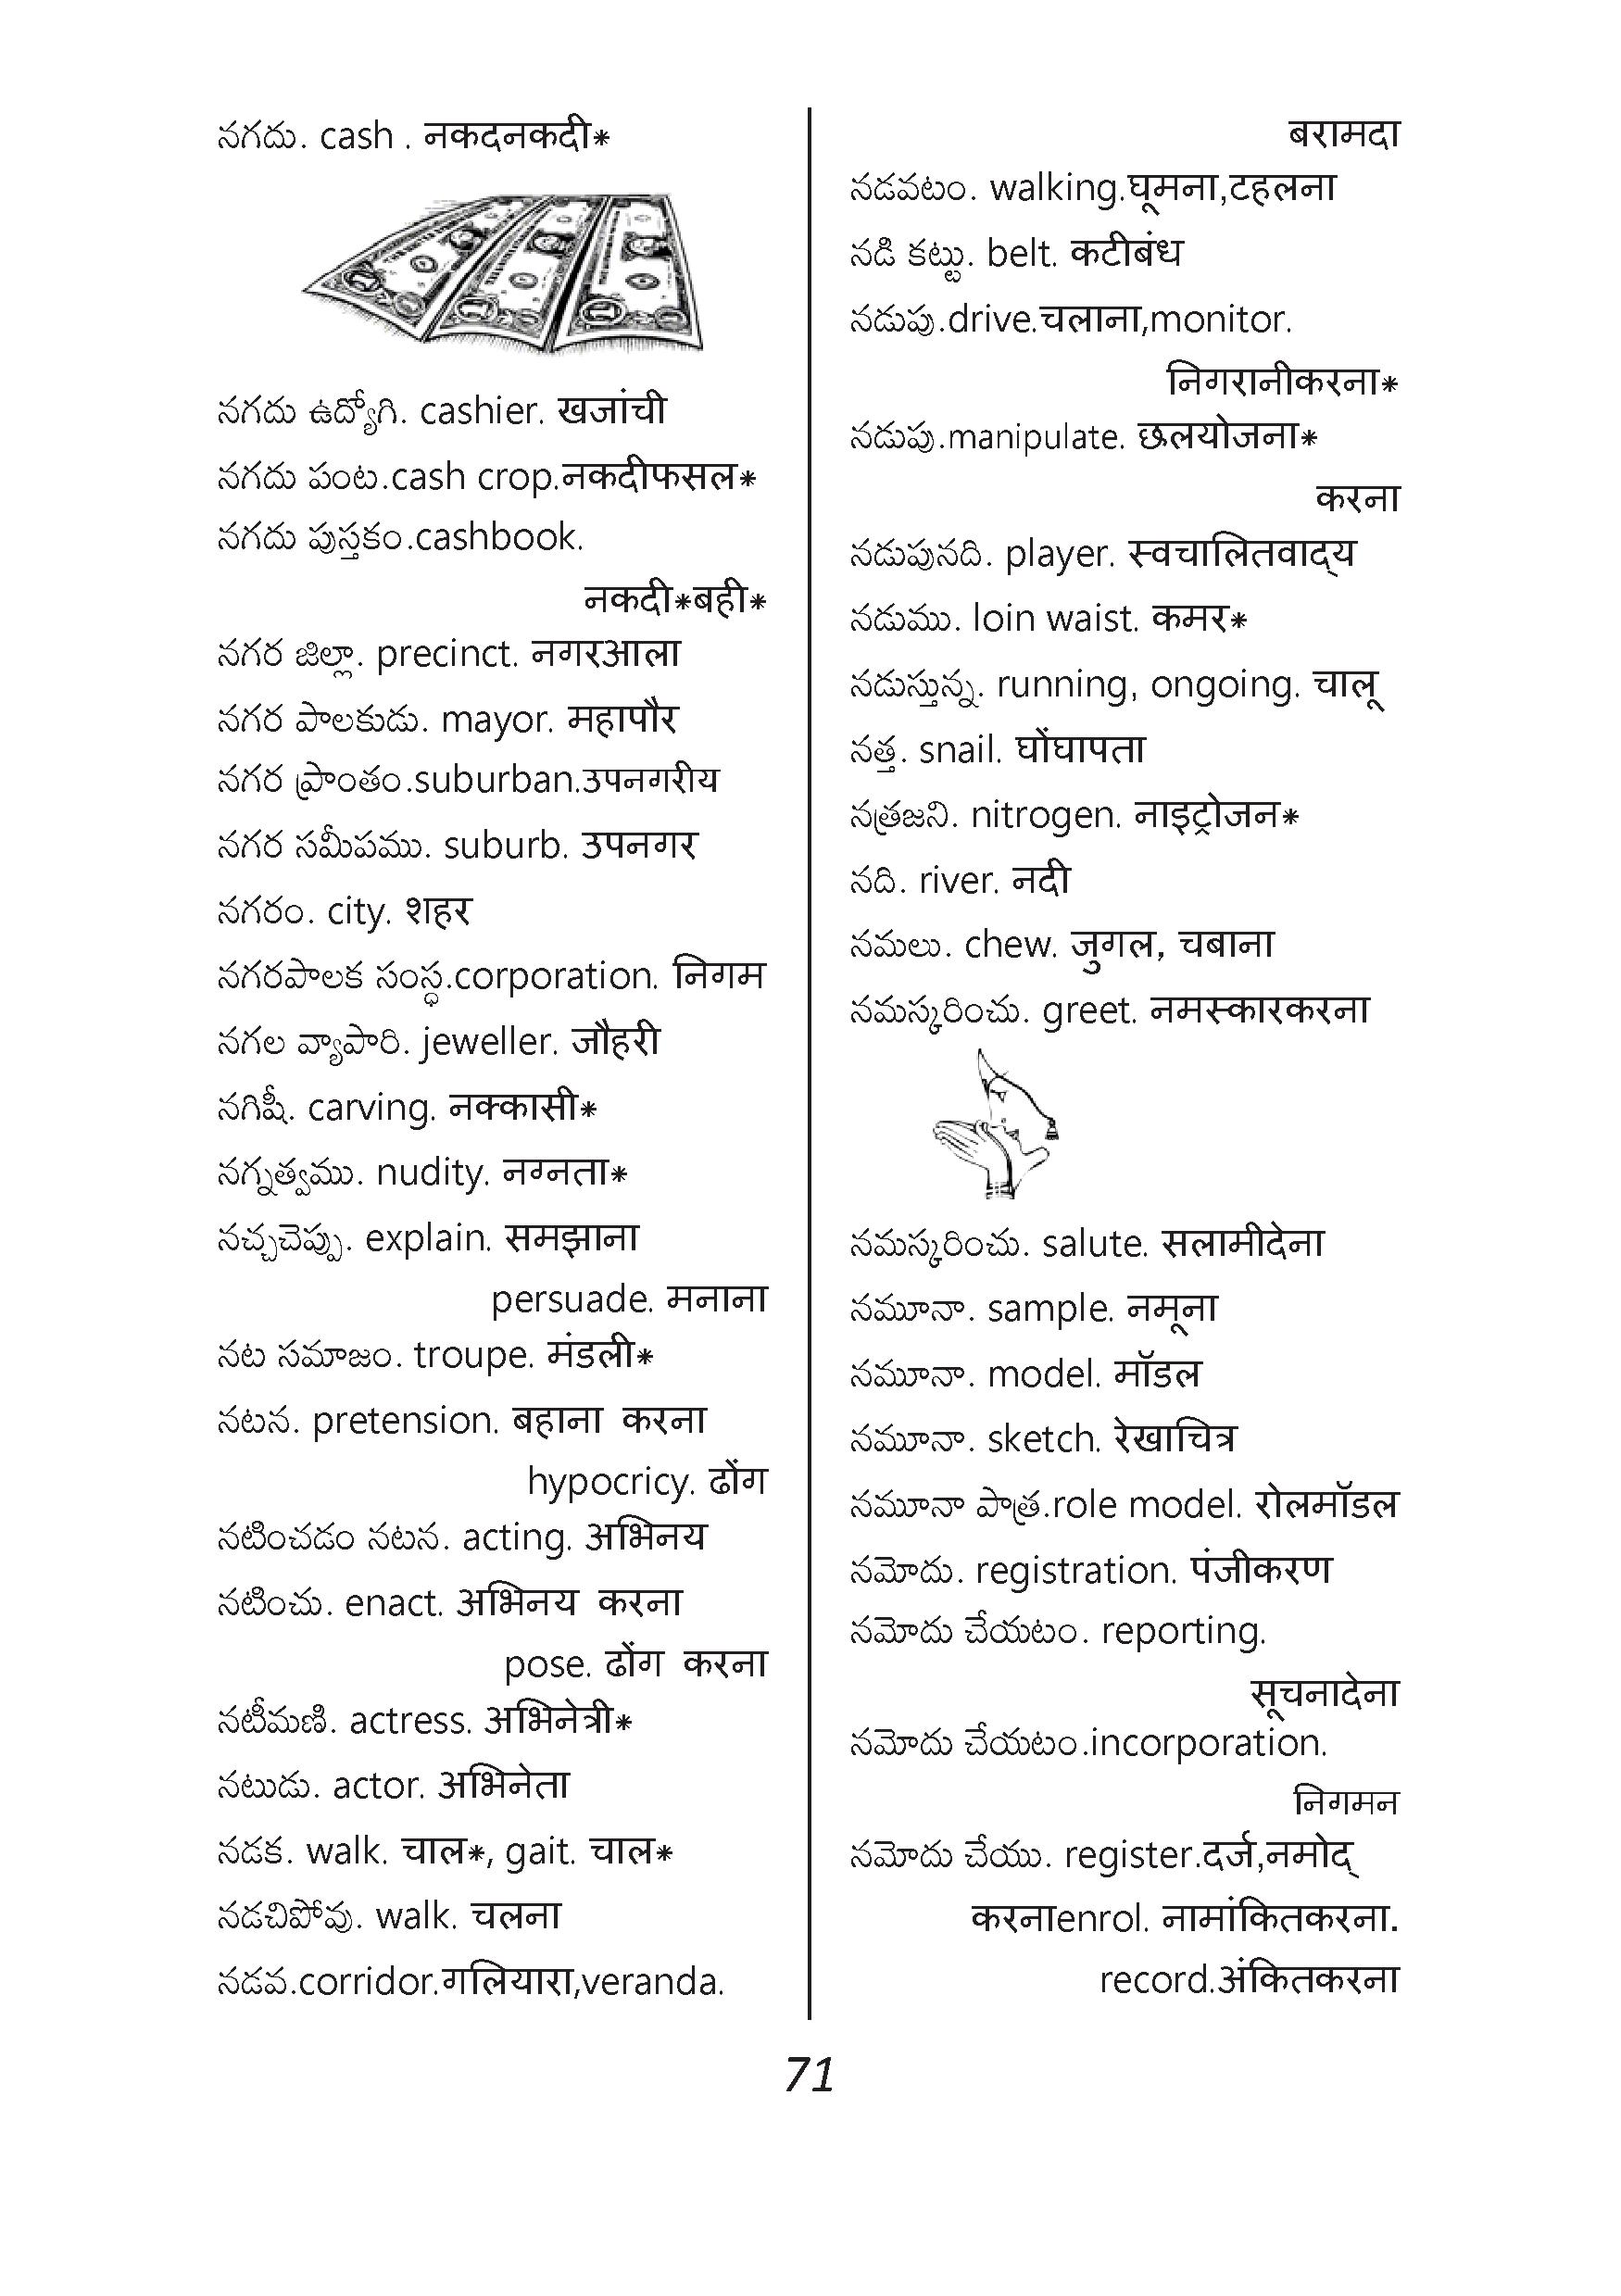 నగదు. cash . नकदनकदी*
నగదు ఉద్యోగి. cashier. खजांची
నగదు పంట.cash crop.नकदीफसल*
నగదు పుస్తకం.cashbook.
नकदी*बही*
నగర జిల్లా. precinct. नगरआला
నగర పాలకుడు. mayor. महापौर
నగర ప్రాంతం.suburban.उपनगरीय
నగర సమీపము. suburb. उपनगर
నగరం. city. शहर
నగరపాలక సంస్ధ.corporation. निगम
నగల వ్యాపారి. jeweller. जौहरी
నగిషీ. carving. नक्कासी*
నగ్నత్వము. nudity. नग्नता*
నచ్చచెప్పు. explain. समझाना
persuade. मनाना
నట సమాజం. troupe. मंडली*
నటన. pretension. बहाना करना
hypocricy. ढोंग
నటించడం నటన. acting. अभिनय
నటించు. enact. अभिनय करना
pose. ढोंग करना
నటీమణి. actress. अभिनेत्री*
నటుడు. actor. अभिनेता
నడక. walk. चाल*, gait. चाल*
నడచిపోవు. walk. चलना
నడవ.corridor.गलियारा,veranda.
बरामदा
నడవటం. walking.घूमना,टहलना
నడి కట్టు. belt. कटीबंध
నడుపు.drive.चलाना,monitor.
निगरानीकरना*
నడుపు.manipulate. छलयोजना*
करना
నడుపునది. player. स्वचालितवाद्य
నడుము. loin waist. कमर*
నడుస్తున్న. running, ongoing. चालू
నత్త. snail. घोंघापता
నత్రజని. nitrogen. नाइट्रोजन*
నది. river. नदी
నమలు. chew. जुगल, चबाना
నమస్కరించు. greet. नमस्कारकरना
నమస్కరించు. salute. सलामीदेना
నమూనా. sample. नमूना
నమూనా. model. मॉडल
నమూనా. sketch. रेखाचित्र
నమూనా పాత్ర.role model. रोलमॉडल
నమోదు. registration. पंजीकरण
నమోదు చేయటం. reporting.
सूचनादेना
నమోదు చేయటం.incorporation.
निगमन
నమోదు చేయు. register.दर्ज,नमोद्
करनाenrol. नामांकितकरना.
record.अंकितकरना
71